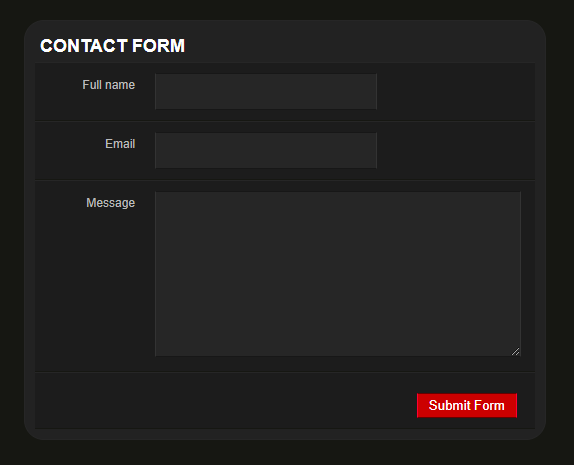 CONTACT FORM
Full name
Email
Message
Submit Form